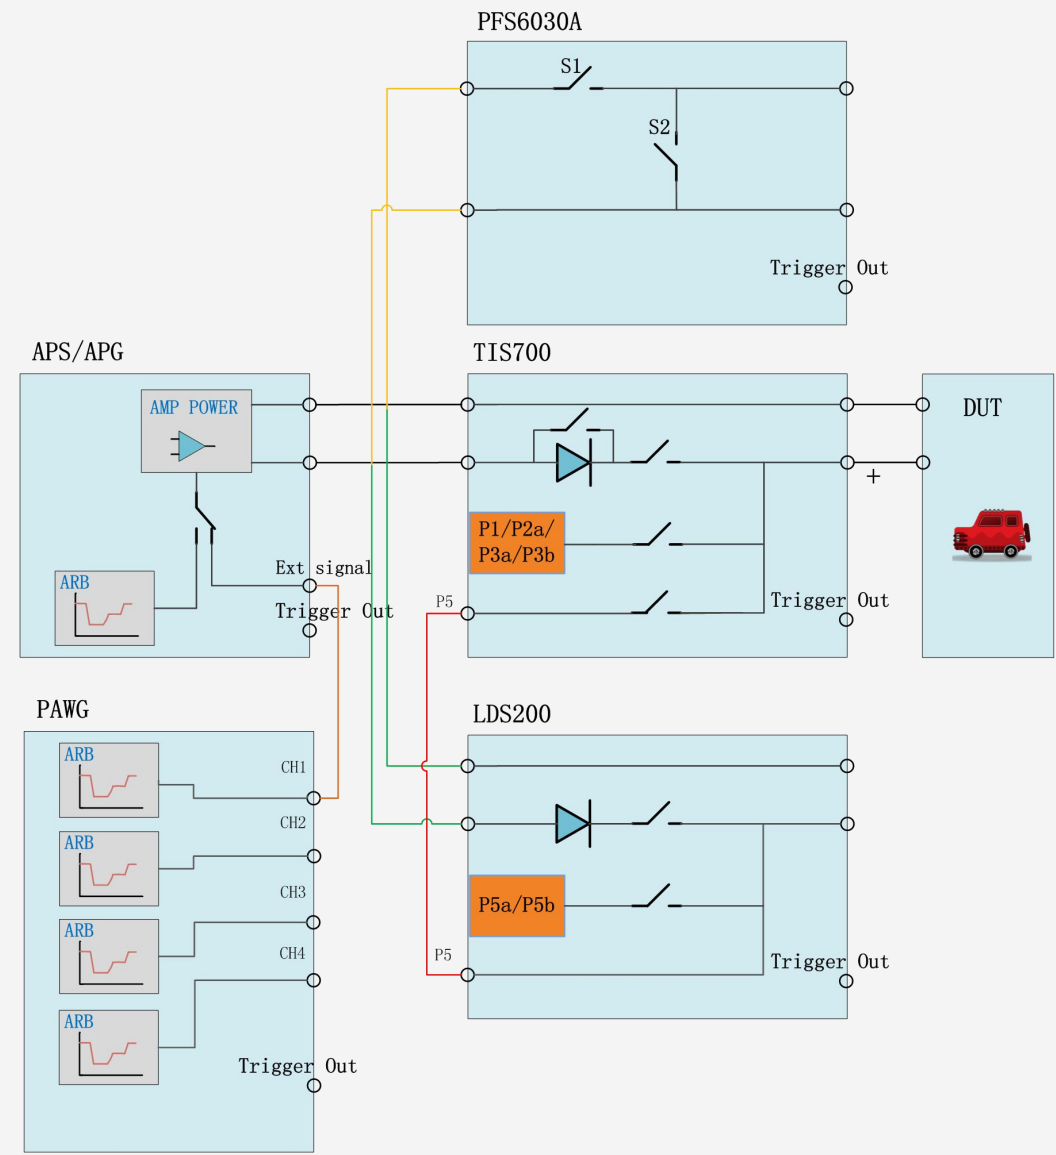 PFS6030A
S1
S2
Trigger Out
APS/APG
TIS700
AMP POWER
DUT
+
P1/P2a/
P3a/P3b
Ext signal
ARB
P5
Trigger Out
Trigger Out
PAWG
LDS200
ARB
CH1
CH2
ARB
CH3
P5a/P5b
ARB
CH4
P5
Trigger Out
ARB
Trigger Out